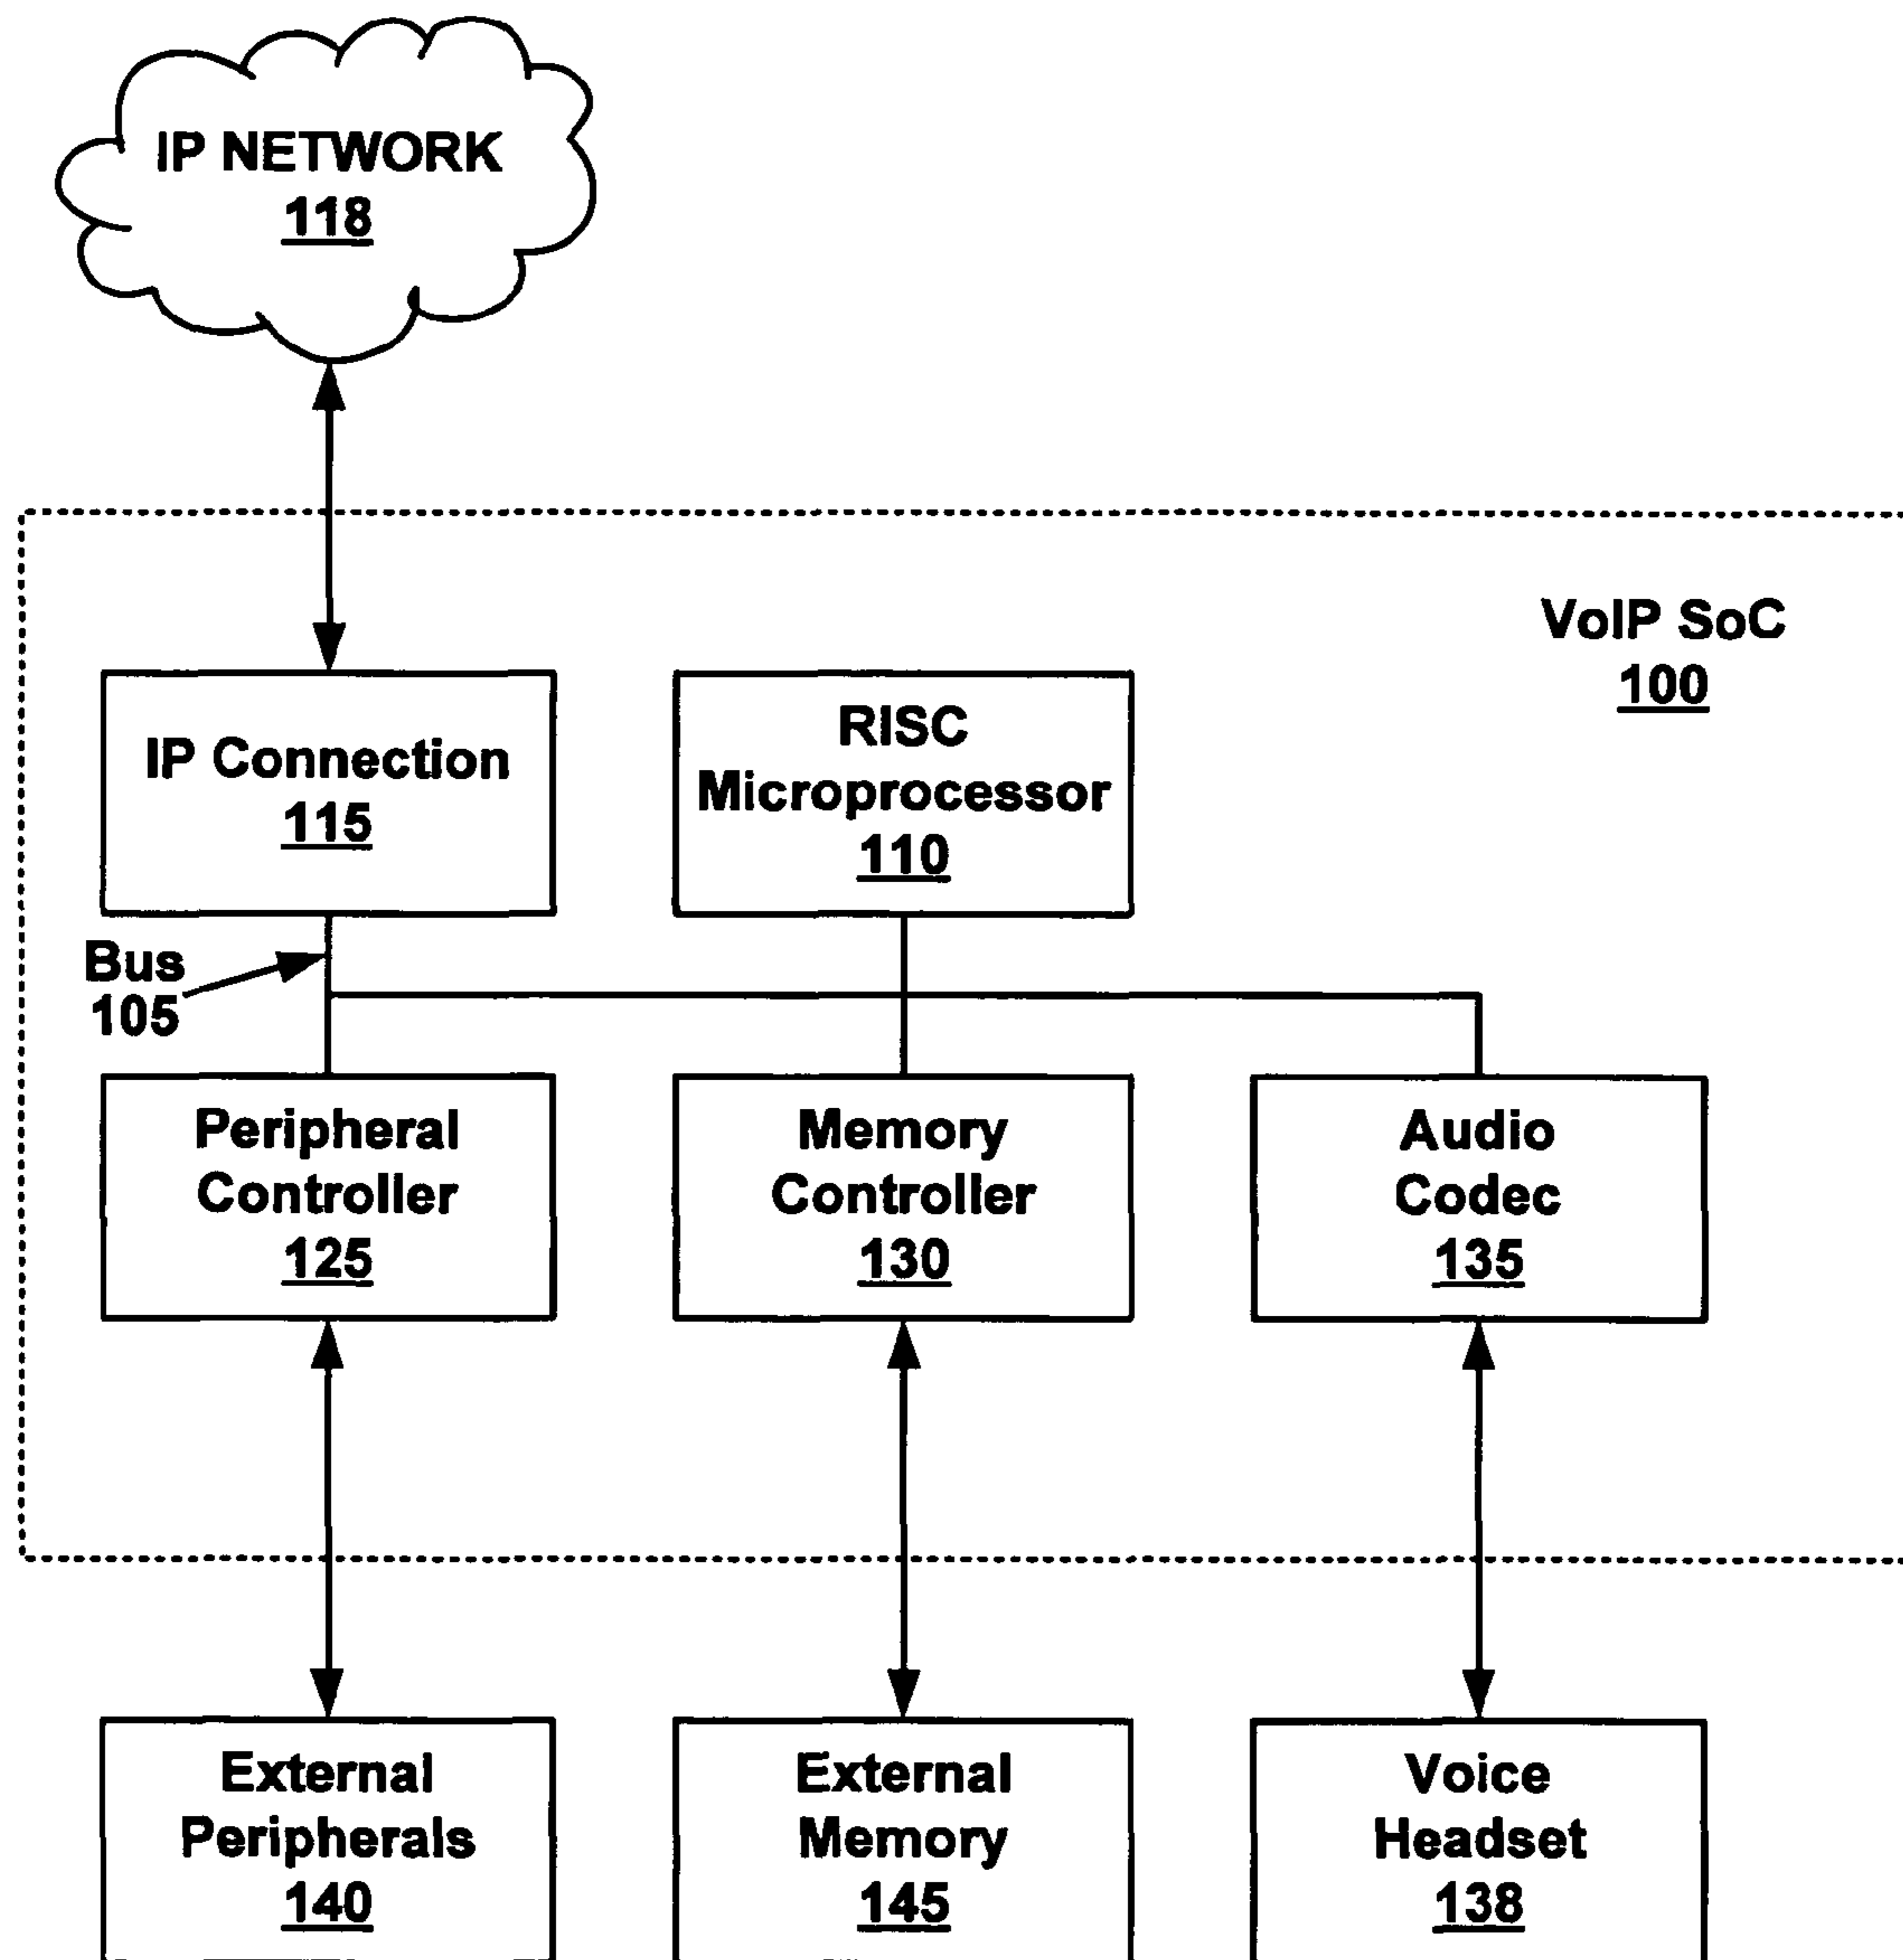 IP NETWORK
118
VoIP SoC
100
IP Connection
115
RISC
Microprocessor
110
Bus
105
Peripheral
Controller
125
Memory
Controller
130
Audio
Codec
135
External
Peripherals
140
External
Memory
145
Voice
Headset
138